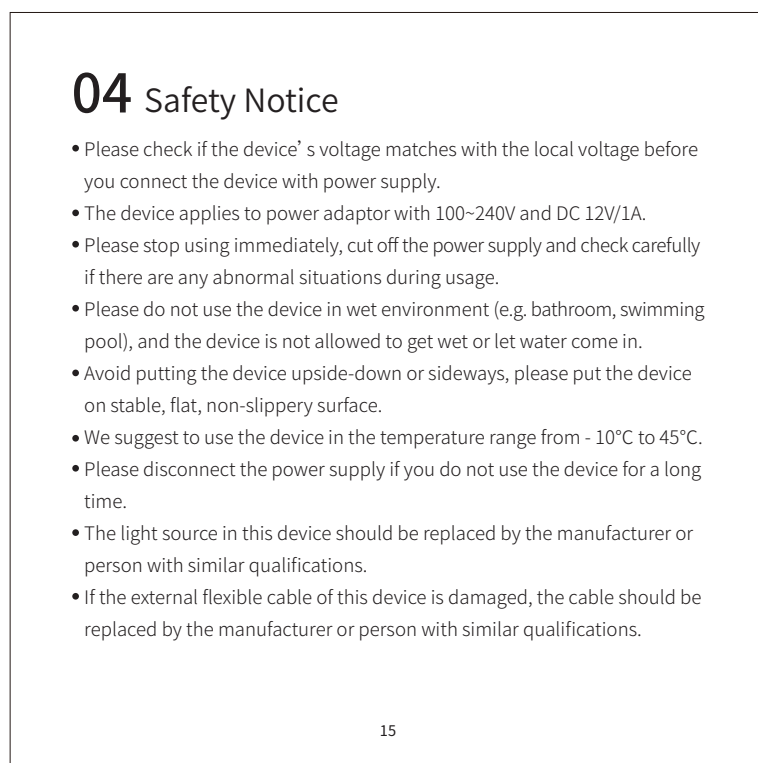 04 Safety Notice
• Please check if the device’ s voltage matches with the local voltage before
you connect the device with power supply.
• The device applies to power adaptor with 100~240V and DC 12V/1A.
• Please stop using immediately, cut off the power supply and check carefully
if there are any abnormal situations during usage.
• Please do not use the device in wet environment (e.g. bathroom, swimming
pool), and the device is not allowed to get wet or let water come in.
• Avoid putting the device upside-down or sideways, please put the device
on stable, flat, non-slippery surface.
• We suggest to use the device in the temperature range from - 10°C to 45°C.
• Please disconnect the power supply if you do not use the device for a long
time.
• The light source in this device should be replaced by the manufacturer or
person with similar qualifications.
• If the external flexible cable of this device is damaged, the cable should be
replaced by the manufacturer or person with similar qualifications.
15